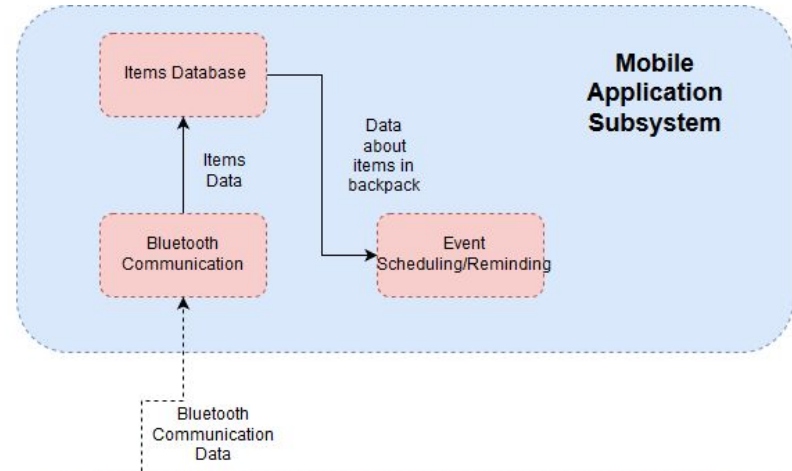 Mobile
Application
Subsystem
Items Database
Data
about
items in
backpack
Items
Data
Bluetooth
Communication
Event
Scheduling/Reminding
Bluetooth
Communication
Data